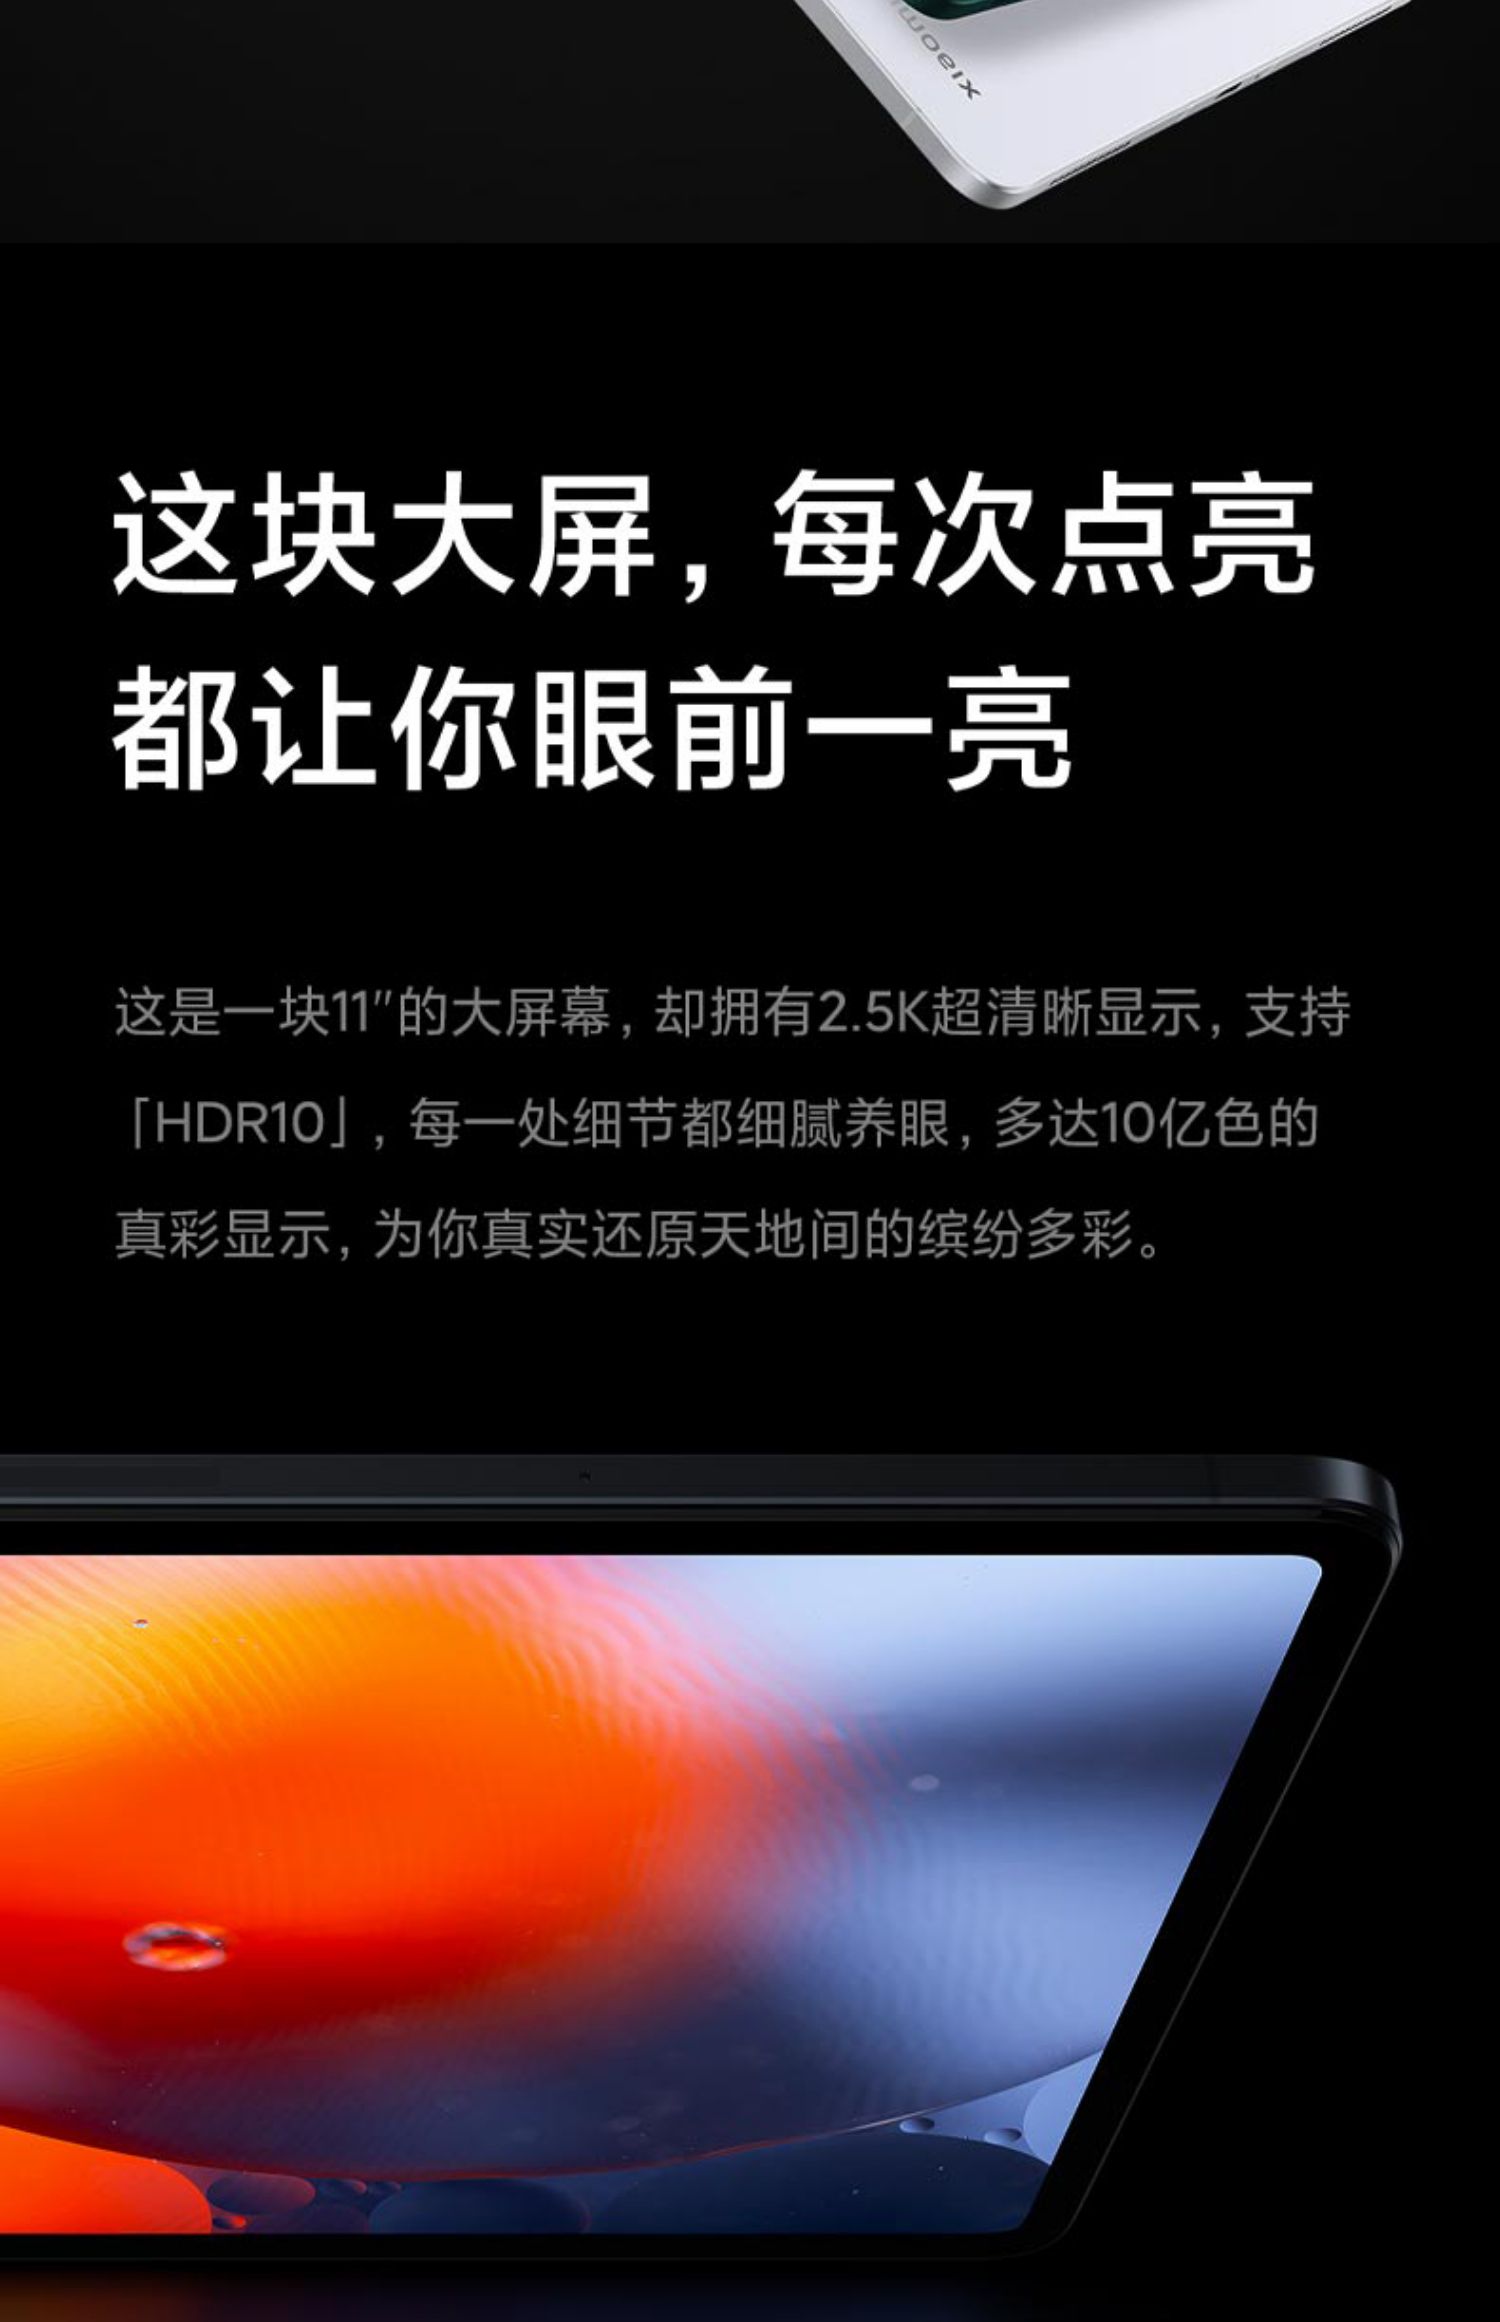 xiaomi
这块大屏，每次点亮
都让你眼前一亮
这是一块11″的大屏幕，却拥有2.5K超清晰显示，支持
「HDR10」，每一处细节都细腻养眼，多达10亿色的
真彩显示，为你真实还原天地间的缤纷多彩。